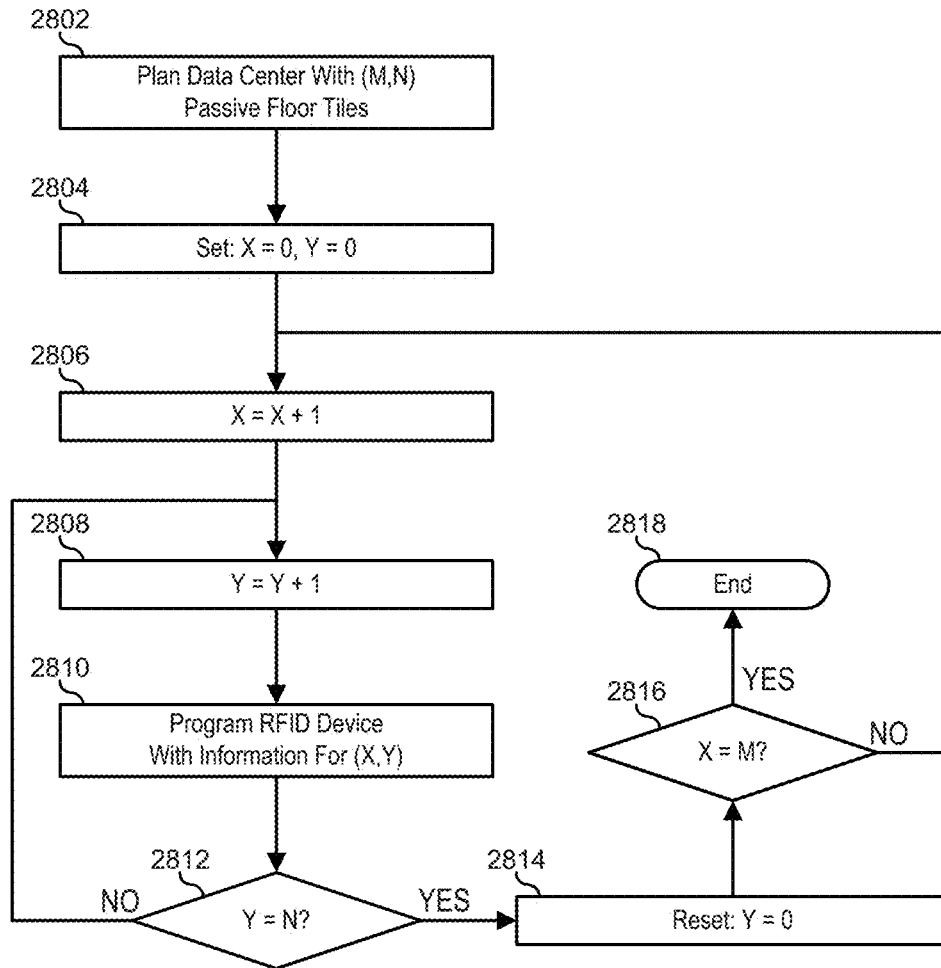 2802
Plan Data Center With (M,N)
Passive Floor Tiles
2804
Set: X = 0, Y = 0
2806
X = X + 1
2808
Y = Y + 1
2810
Program RFID Device
With Information For (X,Y)
2812
NO
Y = N?
YES
2814
Reset: Y = 0
2816
X = M?
NO
YES
2818
End